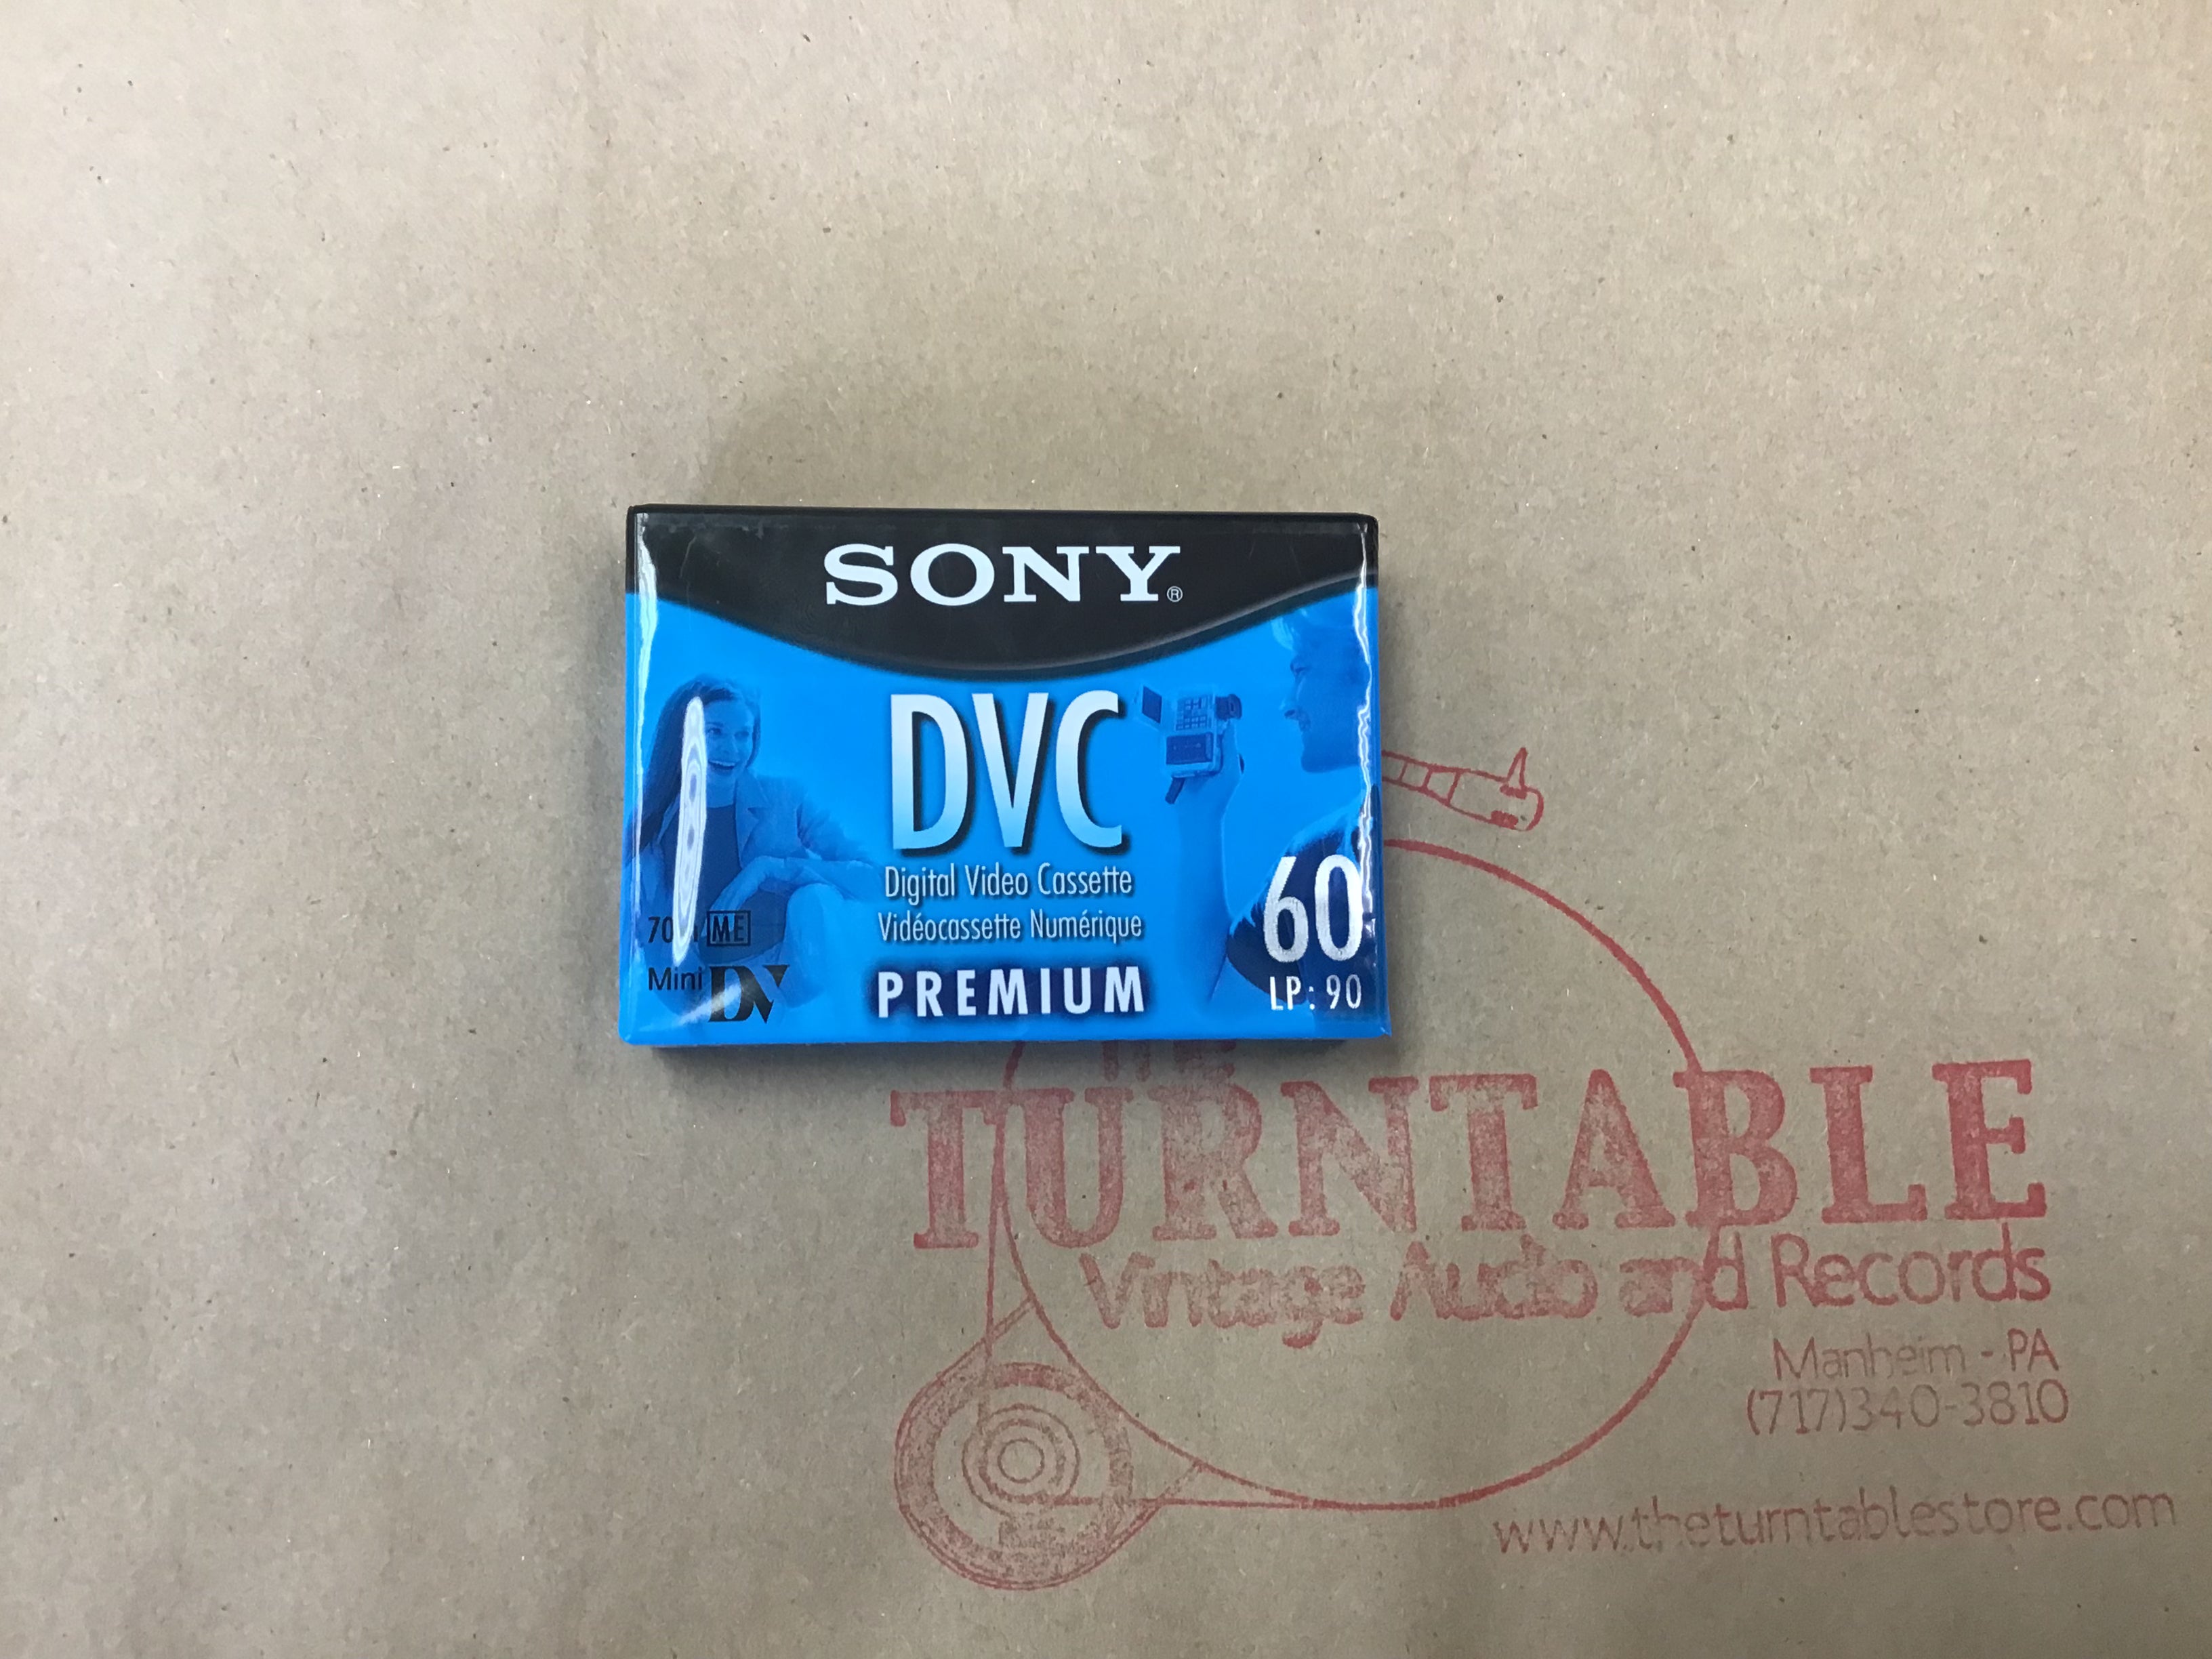 SONY®
DVC
Digital Video Cassette
Vidéocassette Numérique
PREMIUM
ME
Mini DV
60
LP: 90
THE
TURNTABLE
Vintage Audio and Records
Manheim - PA
(717)340-3810
www.theturntablestore.com